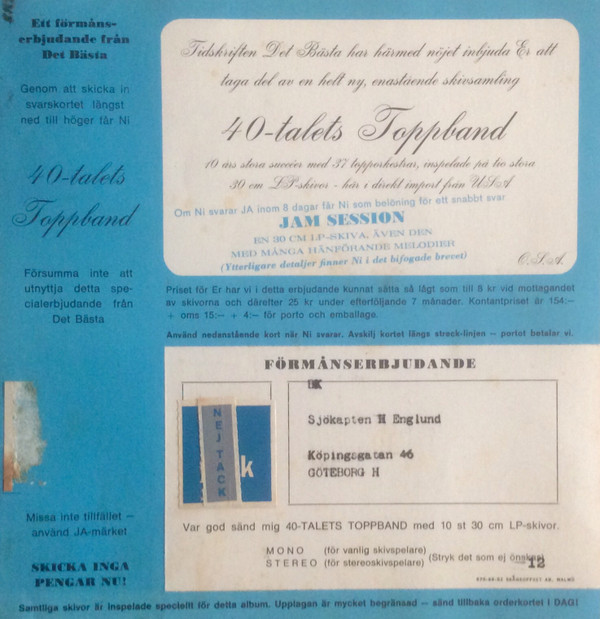 Ett förmåns-
erbjudande från
Det Bästa
Genom att skicka in
svarskortet längst
ned till höger får Ni
40-talets
Toppband
Försumma inte att
utnyttja detta spe-
cialerbjudande från
Det Bästa
Missa inte tillfället –
använd JA-märket
SKICKA INGA
PENGAR NU!
Tidskriften Det Bästa har härmed nöjet inbjuda Er att
taga del av en helt ny, enastående skivsamling
40-talets Toppband
10 års stora succéer med 37 topporkestrar, inspelade på tio stora
30 cm LP-skivor - här i direkt import från USA
Om Ni svarar JA inom 8 dagar får Ni som belöning för ett snabbt svar
JAM SESSION
EN 30 CM LP-SKIVA, ÄVEN DEN
MED MÅNGA HÄNFÖRANDE MELODIER
(Ytterligare detaljer finner Ni i det bifogade brevet)
O.S.A.
Priset för Er har vi i detta erbjudande kunnat sätta så lågt som till 8 kr vid mottagandet
av skivorna och därefter 25 kr under efterföljande 7 månader. Kontantpriset är 154:–
+ oms 15:– + 4:– för porto och emballage.
Använd nedanstående kort när Ni svarar. Avskilj kortet längs streck-linjen – portot betalar vi.
FÖRMÅNSERBJUDANDE
Sjökapten H Englund
Köpingsgatan 46
GÖTEBORG H
NEJ TACK
k
Var god sänd mig 40-TALETS TOPPBAND med 10 st 30 cm LP-skivor.
MONO (för vanlig skivspelare)
STEREO (för stereoskivspelare) (Stryk det som ej önskas)
12
Samtliga skivor är inspelade speciellt för detta album. Upplagan är mycket begränsad – sänd tillbaka orderkortet i DAG!